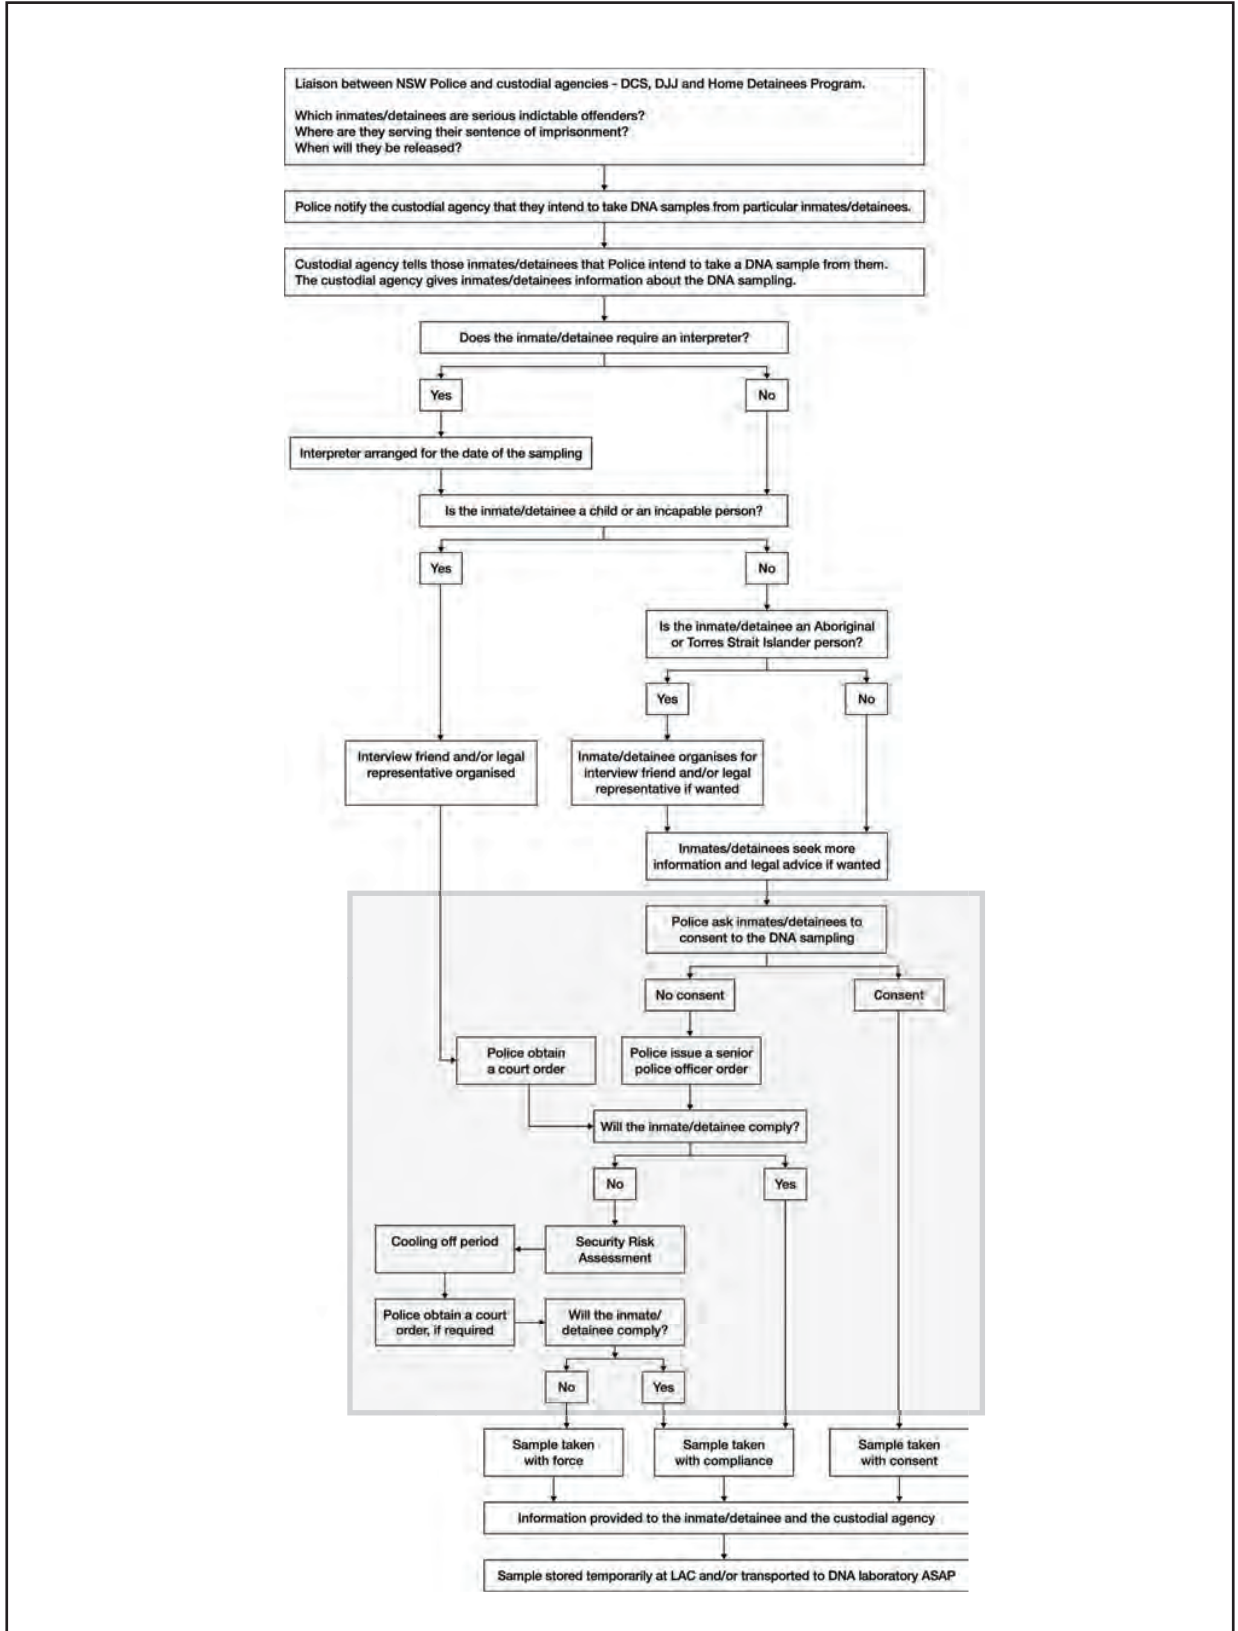 Liaison between NSW Police and custodial agencies - DCS, DJJ and Home Detainees Program.
Which inmates/detainees are serious indictable offenders?
Where are they serving their sentence of imprisonment?
When will they be released?
Police notify the custodial agency that they intend to take DNA samples from particular inmates/detainees.
Custodial agency tells those inmates/detainees that Police intend to take a DNA sample from them.
The custodial agency gives inmates/detainees information about the DNA sampling.
Does the inmate/detainee require an interpreter?
Yes
No
Interpreter arranged for the date of the sampling
Is the inmate/detainee a child or an incapable person?
Yes
No
Is the inmate/detainee an Aboriginal
or Torres Strait Islander person?
Yes
No
Interview friend and/or legal
representative organised
Inmate/detainee organises for
interview friend and/or legal
representative if wanted
Inmates/detainees seek more
information and legal advice if wanted
Police ask inmates/detainees to
consent to the DNA sampling
No consent
Consent
Police obtain
a court order
Police issue a senior
police officer order
Will the inmate/detainee comply?
No
Yes
Cooling off period
Security Risk
Assessment
Police obtain a court
order, if required
Will the inmate/
detainee comply?
No
Yes
Sample taken
with force
Sample taken
with compliance
Sample taken
with consent
Information provided to the inmate/detainee and the custodial agency
Sample stored temporarily at LAC and/or transported to DNA laboratory ASAP